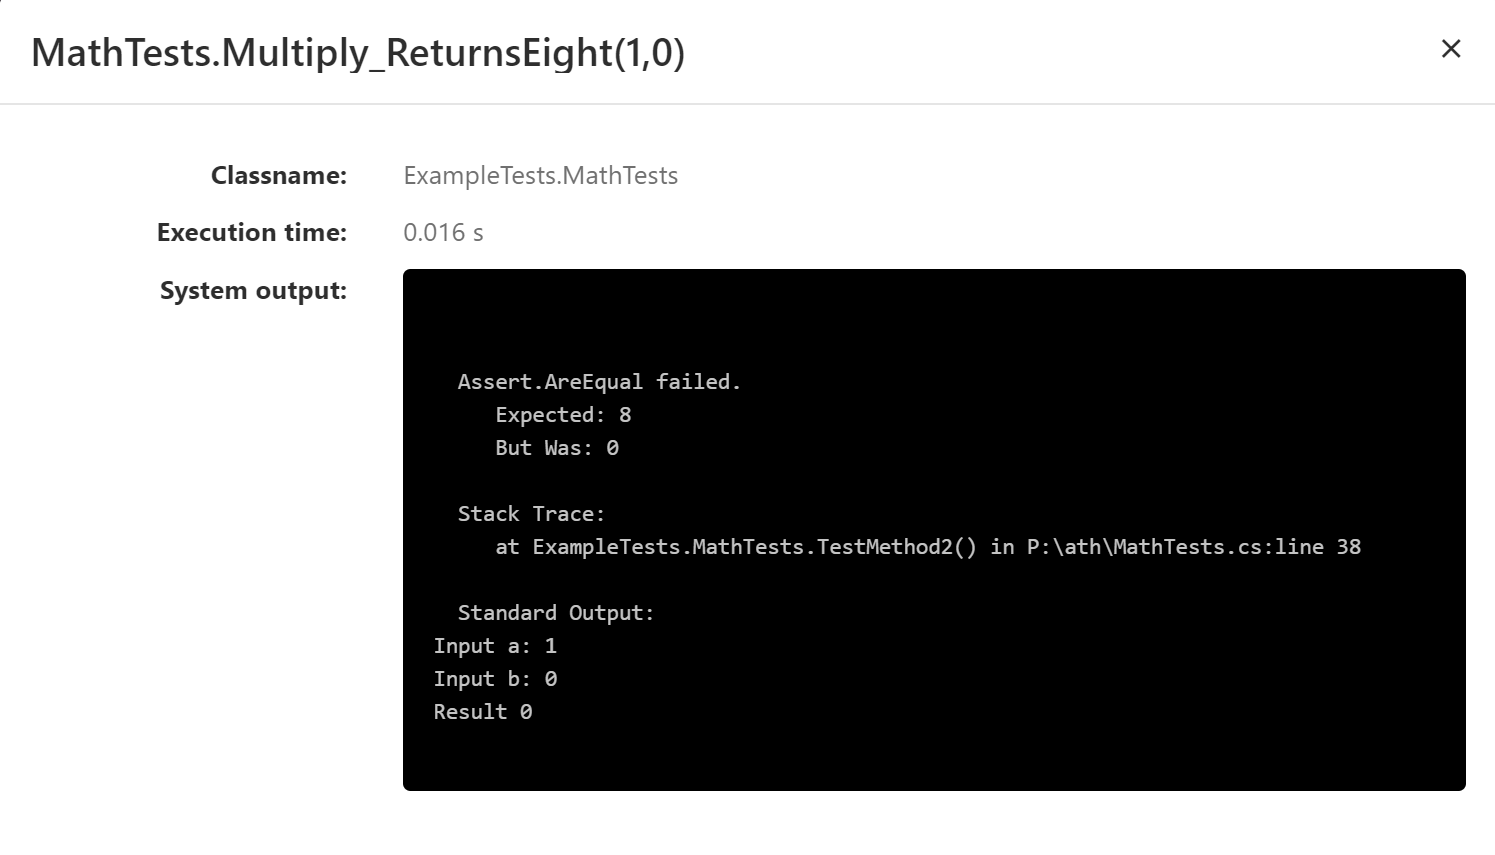 MathTests.Multiply_ReturnsEight(1,0)
Classname: ExampleTests.MathTests
Execution time: 0.016 s
System output:
Assert.AreEqual failed.
Expected: 8
But Was: 0
Stack Trace:
at ExampleTests.MathTests.TestMethod2() in P:\ath\MathTests.cs:line 38
Standard Output:
Input a: 1
Input b: 0
Result 0